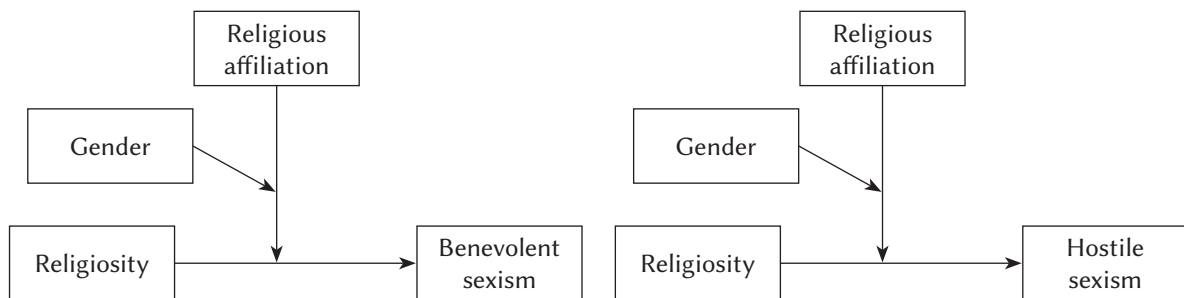 Religious
affiliation
Gender
Religiosity
Benevolent
sexism
Religious
affiliation
Gender
Religiosity
Hostile
sexism